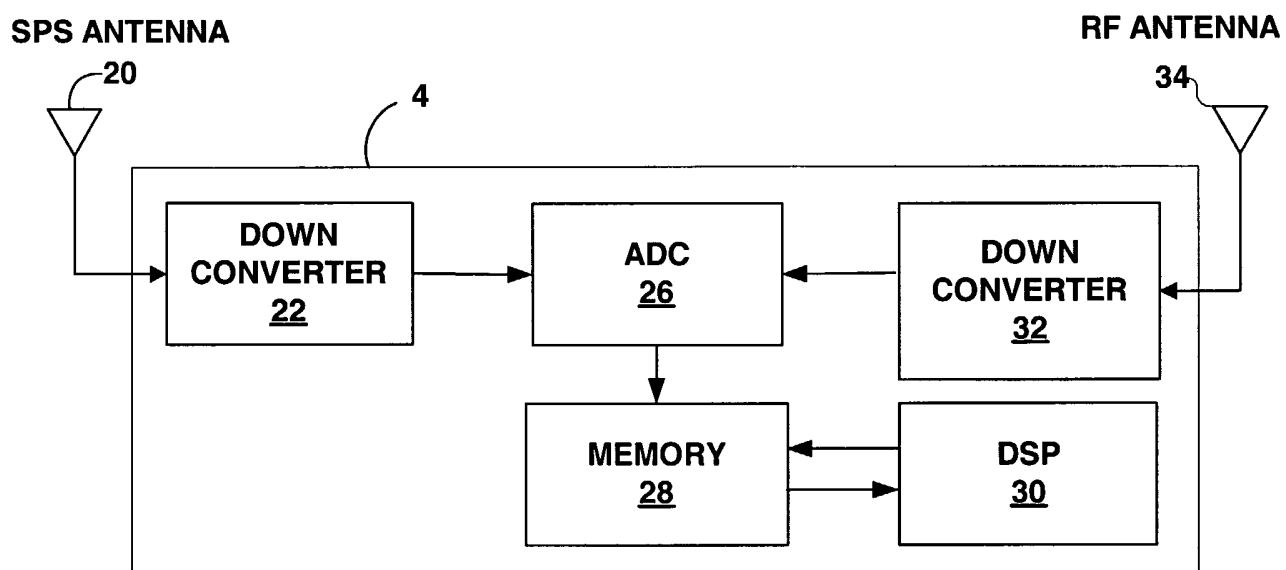 SPS ANTENNA
20
4
RF ANTENNA
34
DOWN
CONVERTER
22
ADC
26
DOWN
CONVERTER
32
MEMORY
28
DSP
30